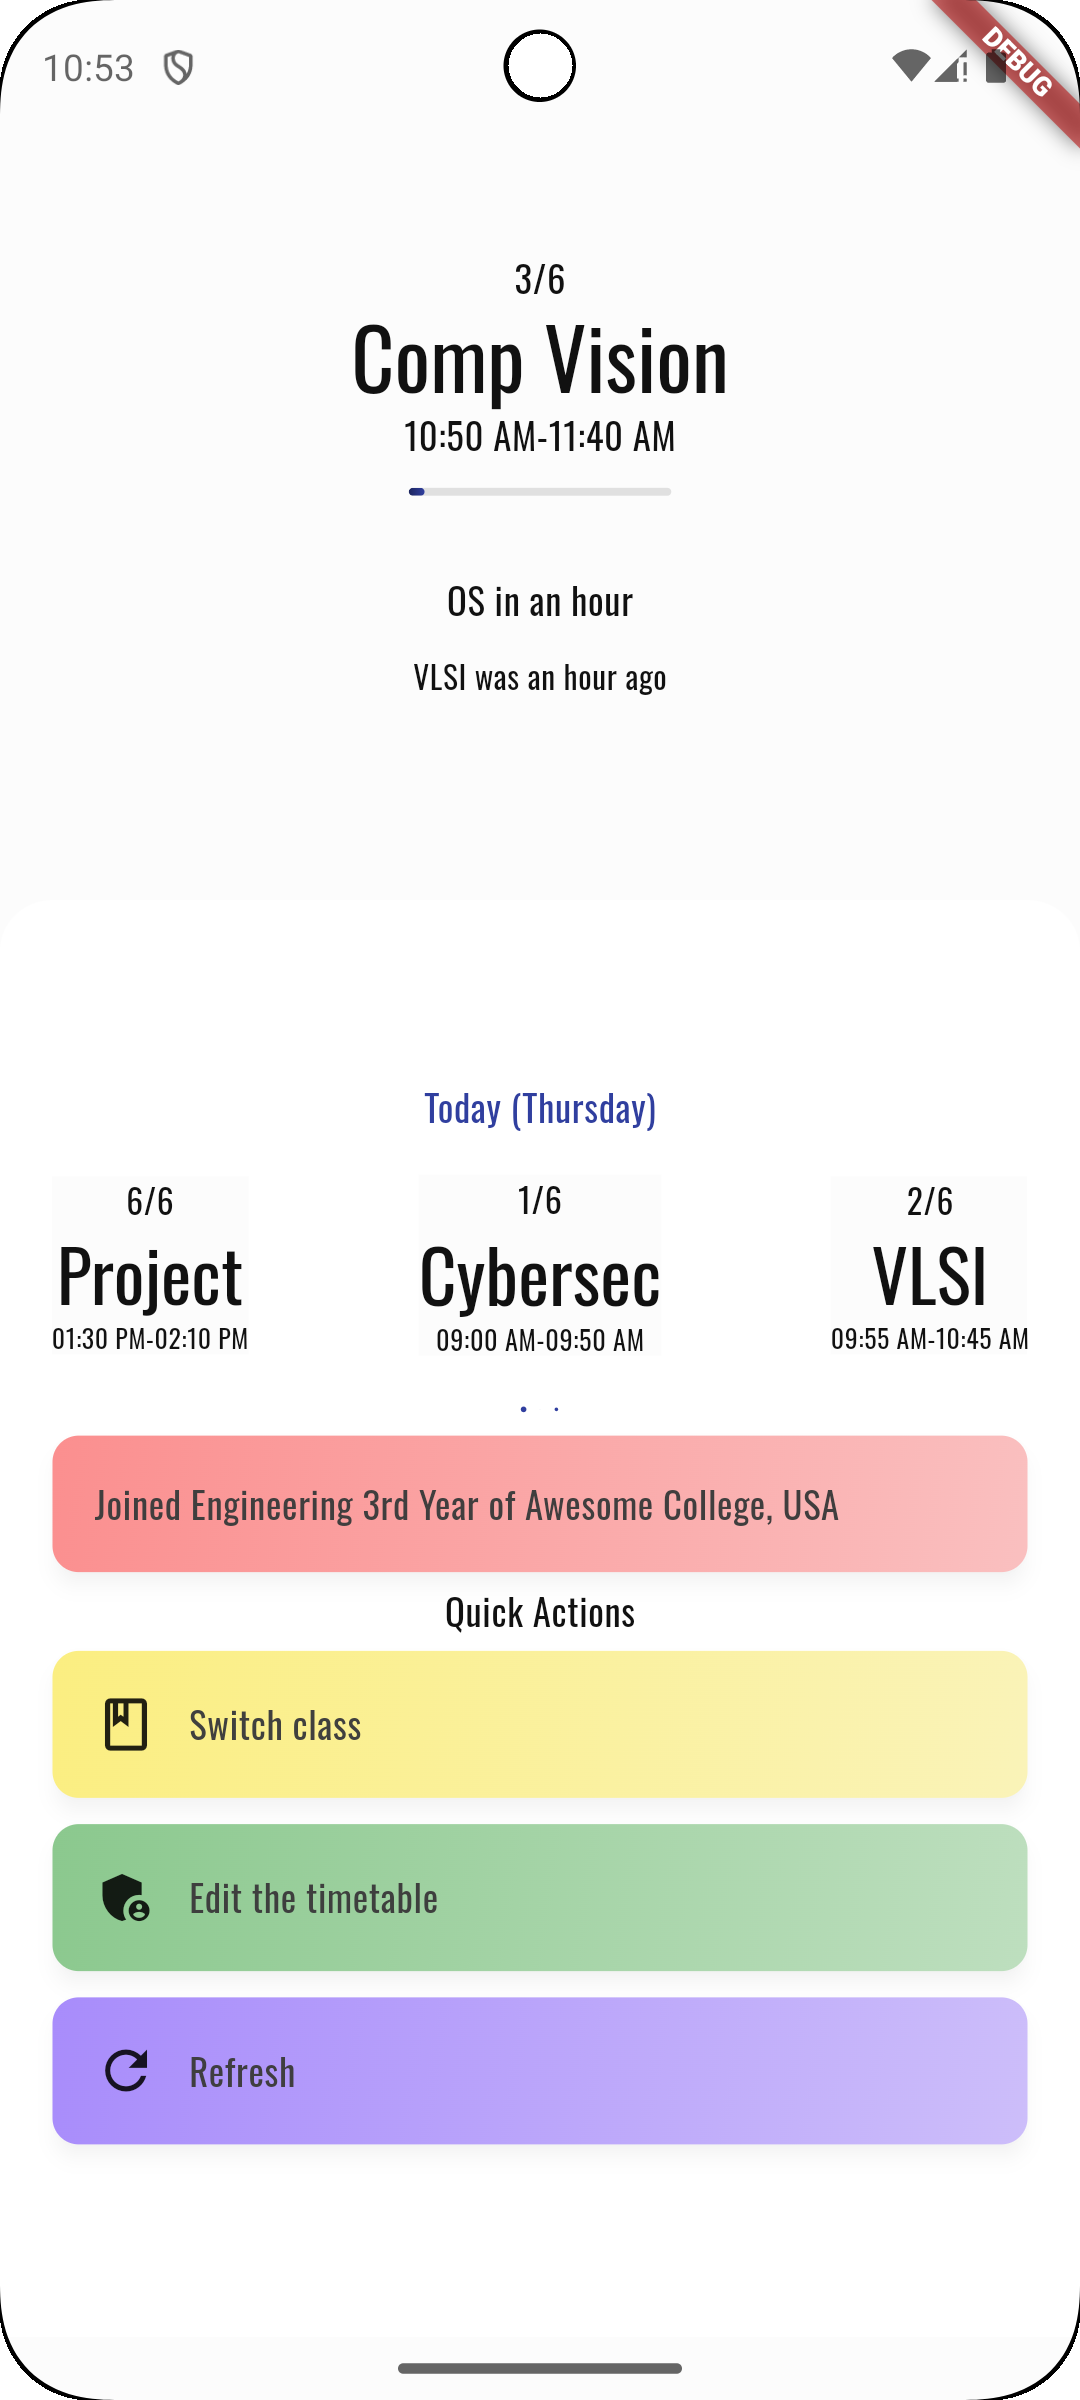 10:53
DEBUG
3/6
Comp Vision
10:50 AM-11:40 AM
OS in an hour
VLSI was an hour ago
Today (Thursday)
6/6
Project
01:30 PM-02:10 PM
1/6
Cybersec
09:00 AM-09:50 AM
2/6
VLSI
09:55 AM-10:45 AM
Joined Engineering 3rd Year of Awesome College, USA
Quick Actions
Switch class
Edit the timetable
Refresh